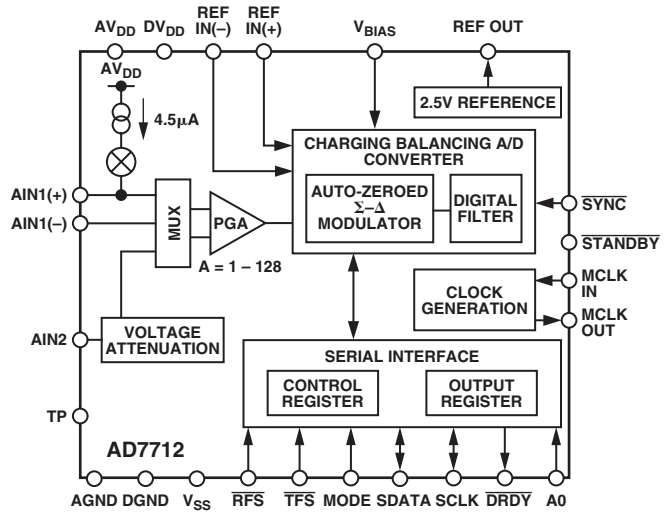 AVDD DVDD REF IN(–) REF IN(+) VBIAS REF OUT
AVDD
4.5µA
2.5V REFERENCE
CHARGING BALANCING A/D
CONVERTER
AUTO-ZEROED
Σ–Δ
MODULATOR
DIGITAL
FILTER
AIN1(+)
AIN1(–)
MUX
PGA
A = 1 – 128
SYNC
STANDBY
CLOCK
GENERATION
MCLK
IN
MCLK
OUT
AIN2
VOLTAGE
ATTENUATION
SERIAL INTERFACE
CONTROL
REGISTER
OUTPUT
REGISTER
TP
AD7712
AGND DGND VSS RFS TFS MODE SDATA SCLK DRDY A0